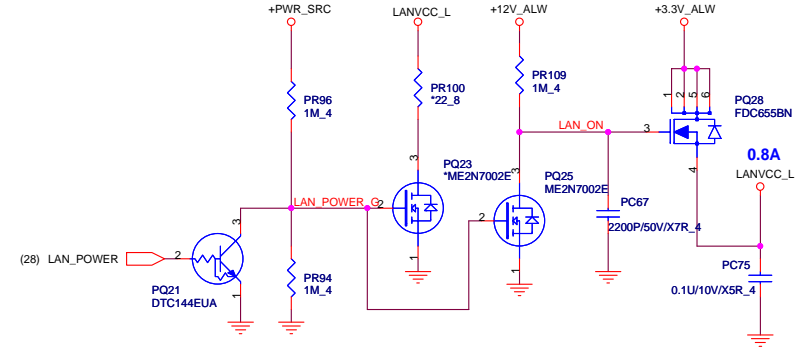 +PWR_SRC
LANVCC_L
+12V_ALW
+3.3V_ALW
PR96
1M_4
PR100
*22_8
PR109
1M_4
1
2
5
6
PQ28
FDC655BN
LAN_ON
3
4
0.8A
LANVCC_L
3
PQ23
*ME2N7002E
3
PQ25
ME2N7002E
LAN_POWER_G
2
2
1
1
PC67
2200P/50V/X7R_4
(28) LAN_POWER
2
3
1
PQ21
DTC144EUA
PR94
1M_4
PC75
0.1U/10V/X5R_4